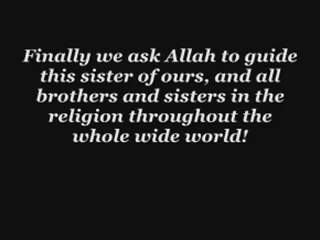 Finally we ask Allah to guide
this sister of ours, and all
brothers and sisters in the
religion throughout the
whole wide world!